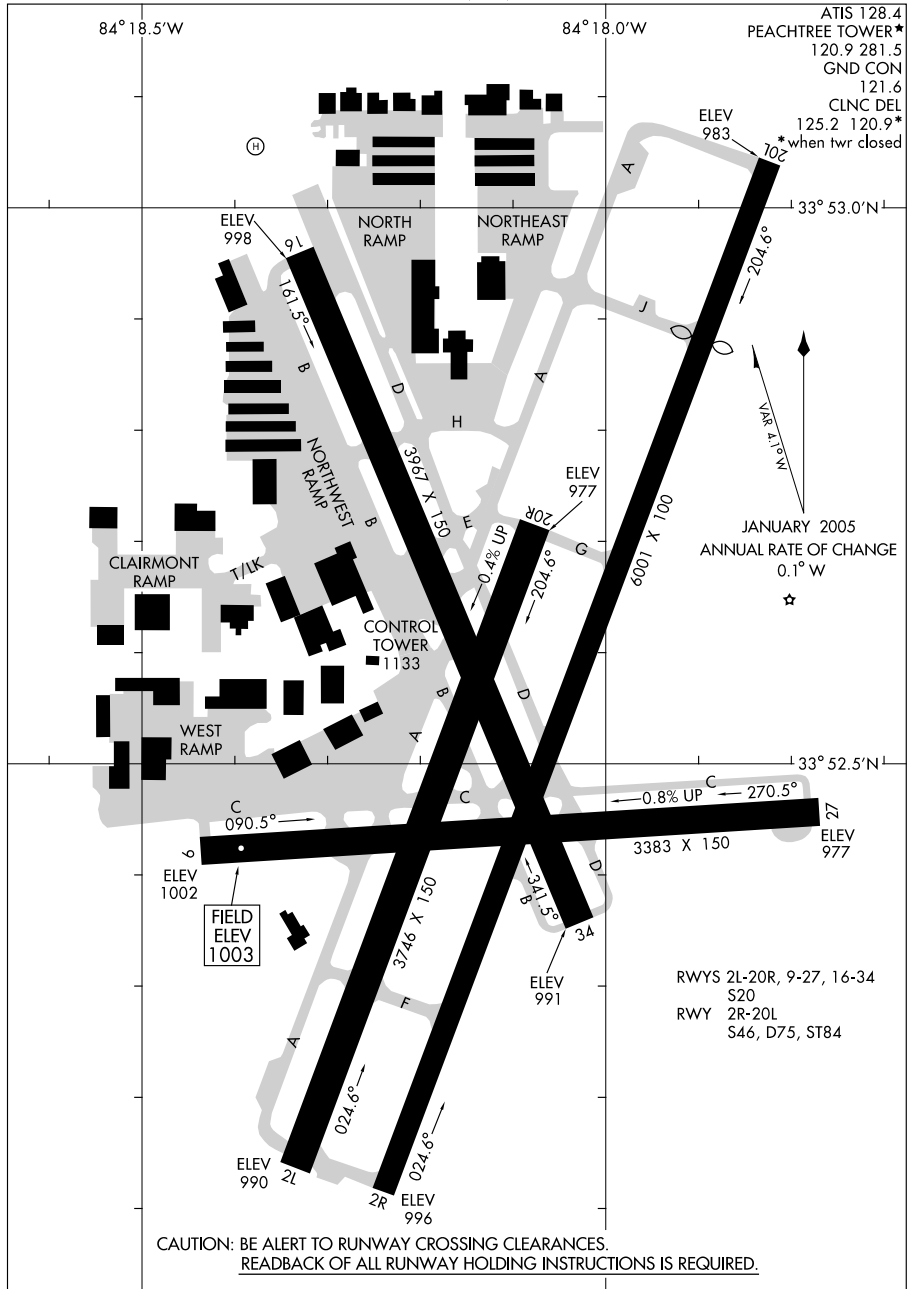 84°18.5'W
84°18.0'W
ATIS 128.4
PEACHTREE TOWER★
120.9 281.5
GND CON
121.6
CLNC DEL
125.2 120.9*
*when twr closed
H
ELEV
983
20L
A
33°53.0'N
ELEV
998
16
NORTH
RAMP
NORTHEAST
RAMP
204.6°
161.5°
J
B
D
A
H
VAR 4.1° W
3967 X 150
NORTHWEST
RAMP
ELEV
977
6001 X 100
B
E
20R
G
0.4% UP
204.6°
JANUARY 2005
ANNUAL RATE OF CHANGE
0.1° W
CLAIRMONT
RAMP
T/LK
CONTROL
TOWER
1133
B
D
A
WEST
RAMP
33°52.5'N
C
090.5°
C
0.8% UP
C
270.5°
27
9
ELEV
1002
3383 X 150
ELEV
977
FIELD
ELEV
1003
341.5°
B
D
34
ELEV
991
3746 X 150
RWYS 2L-20R, 9-27, 16-34
S20
RWY 2R-20L
S46, D75, ST84
F
A
024.6°
024.6°
ELEV
990
2L
2R
ELEV
996
CAUTION: BE ALERT TO RUNWAY CROSSING CLEARANCES.
READBACK OF ALL RUNWAY HOLDING INSTRUCTIONS IS REQUIRED.